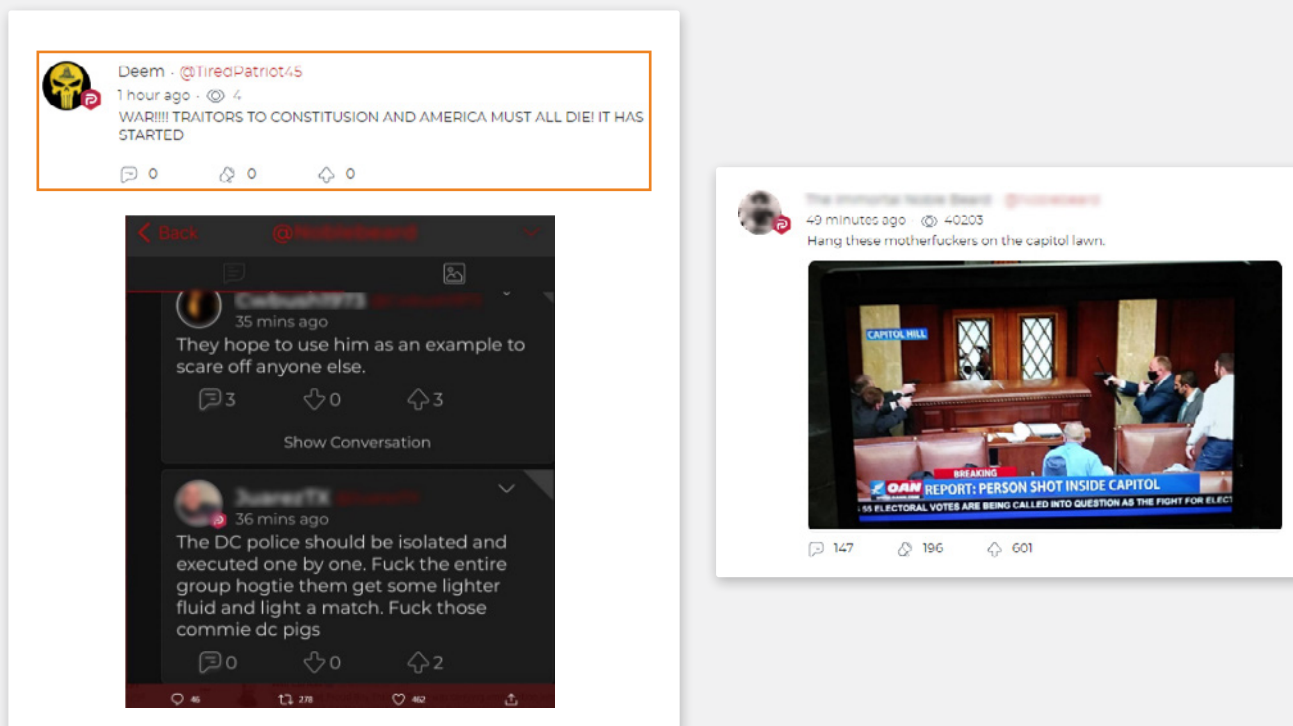 Deem · @TiredPatriot45
1 hour ago · 4
WAR!!!! TRAITORS TO CONSTITUSION AND AMERICA MUST ALL DIE! IT HAS
STARTED
0 0 0
Back @
35 mins ago
They hope to use him as an example to
scare off anyone else.
3 0 3
Show Conversation
36 mins ago
The DC police should be isolated and
executed one by one. Fuck the entire
group hogtie them get some lighter
fluid and light a match. Fuck those
commie dc pigs
0 0 2
46 278 462
49 minutes ago · 40203
Hang these motherfuckers on the capitol lawn.
CAPITOL HILL
BREAKING
OAN REPORT: PERSON SHOT INSIDE CAPITOL
55 ELECTORAL VOTES ARE BEING CALLED INTO QUESTION AS THE FIGHT FOR ELECT
147 196 601